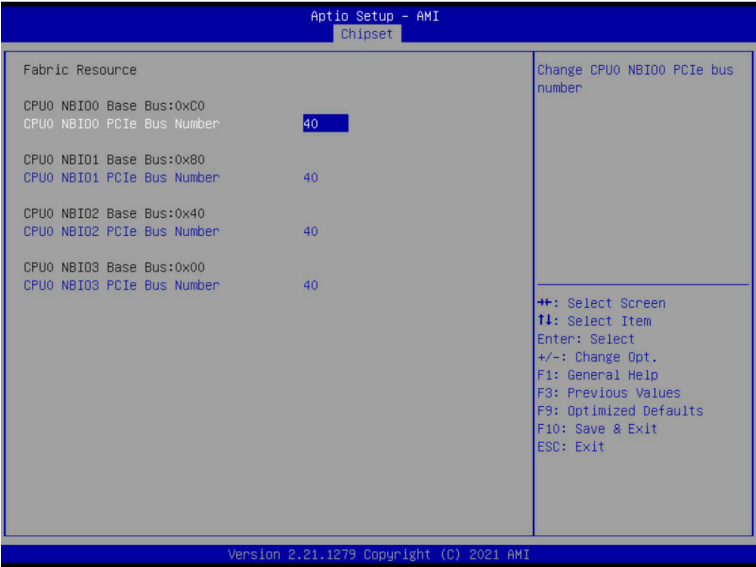 Aptio Setup - AMI
Chipset
Fabric Resource
CPU0 NBIO0 Base Bus:0xC0
CPU0 NBIO0 PCIe Bus Number 40
CPU0 NBIO1 Base Bus:0x80
CPU0 NBIO1 PCIe Bus Number 40
CPU0 NBIO2 Base Bus:0x40
CPU0 NBIO2 PCIe Bus Number 40
CPU0 NBIO3 Base Bus:0x00
CPU0 NBIO3 PCIe Bus Number 40
Change CPU0 NBIO0 PCIe bus
number
→←: Select Screen
↑↓: Select Item
Enter: Select
+/-: Change Opt.
F1: General Help
F3: Previous Values
F9: Optimized Defaults
F10: Save & Exit
ESC: Exit
Version 2.21.1279 Copyright (C) 2021 AMI